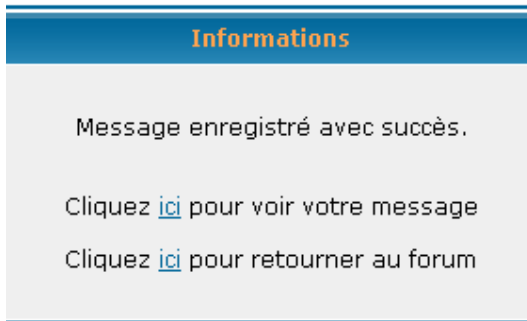 Informations
Message enregistré avec succès.
Cliquez ici pour voir votre message
Cliquez ici pour retourner au forum